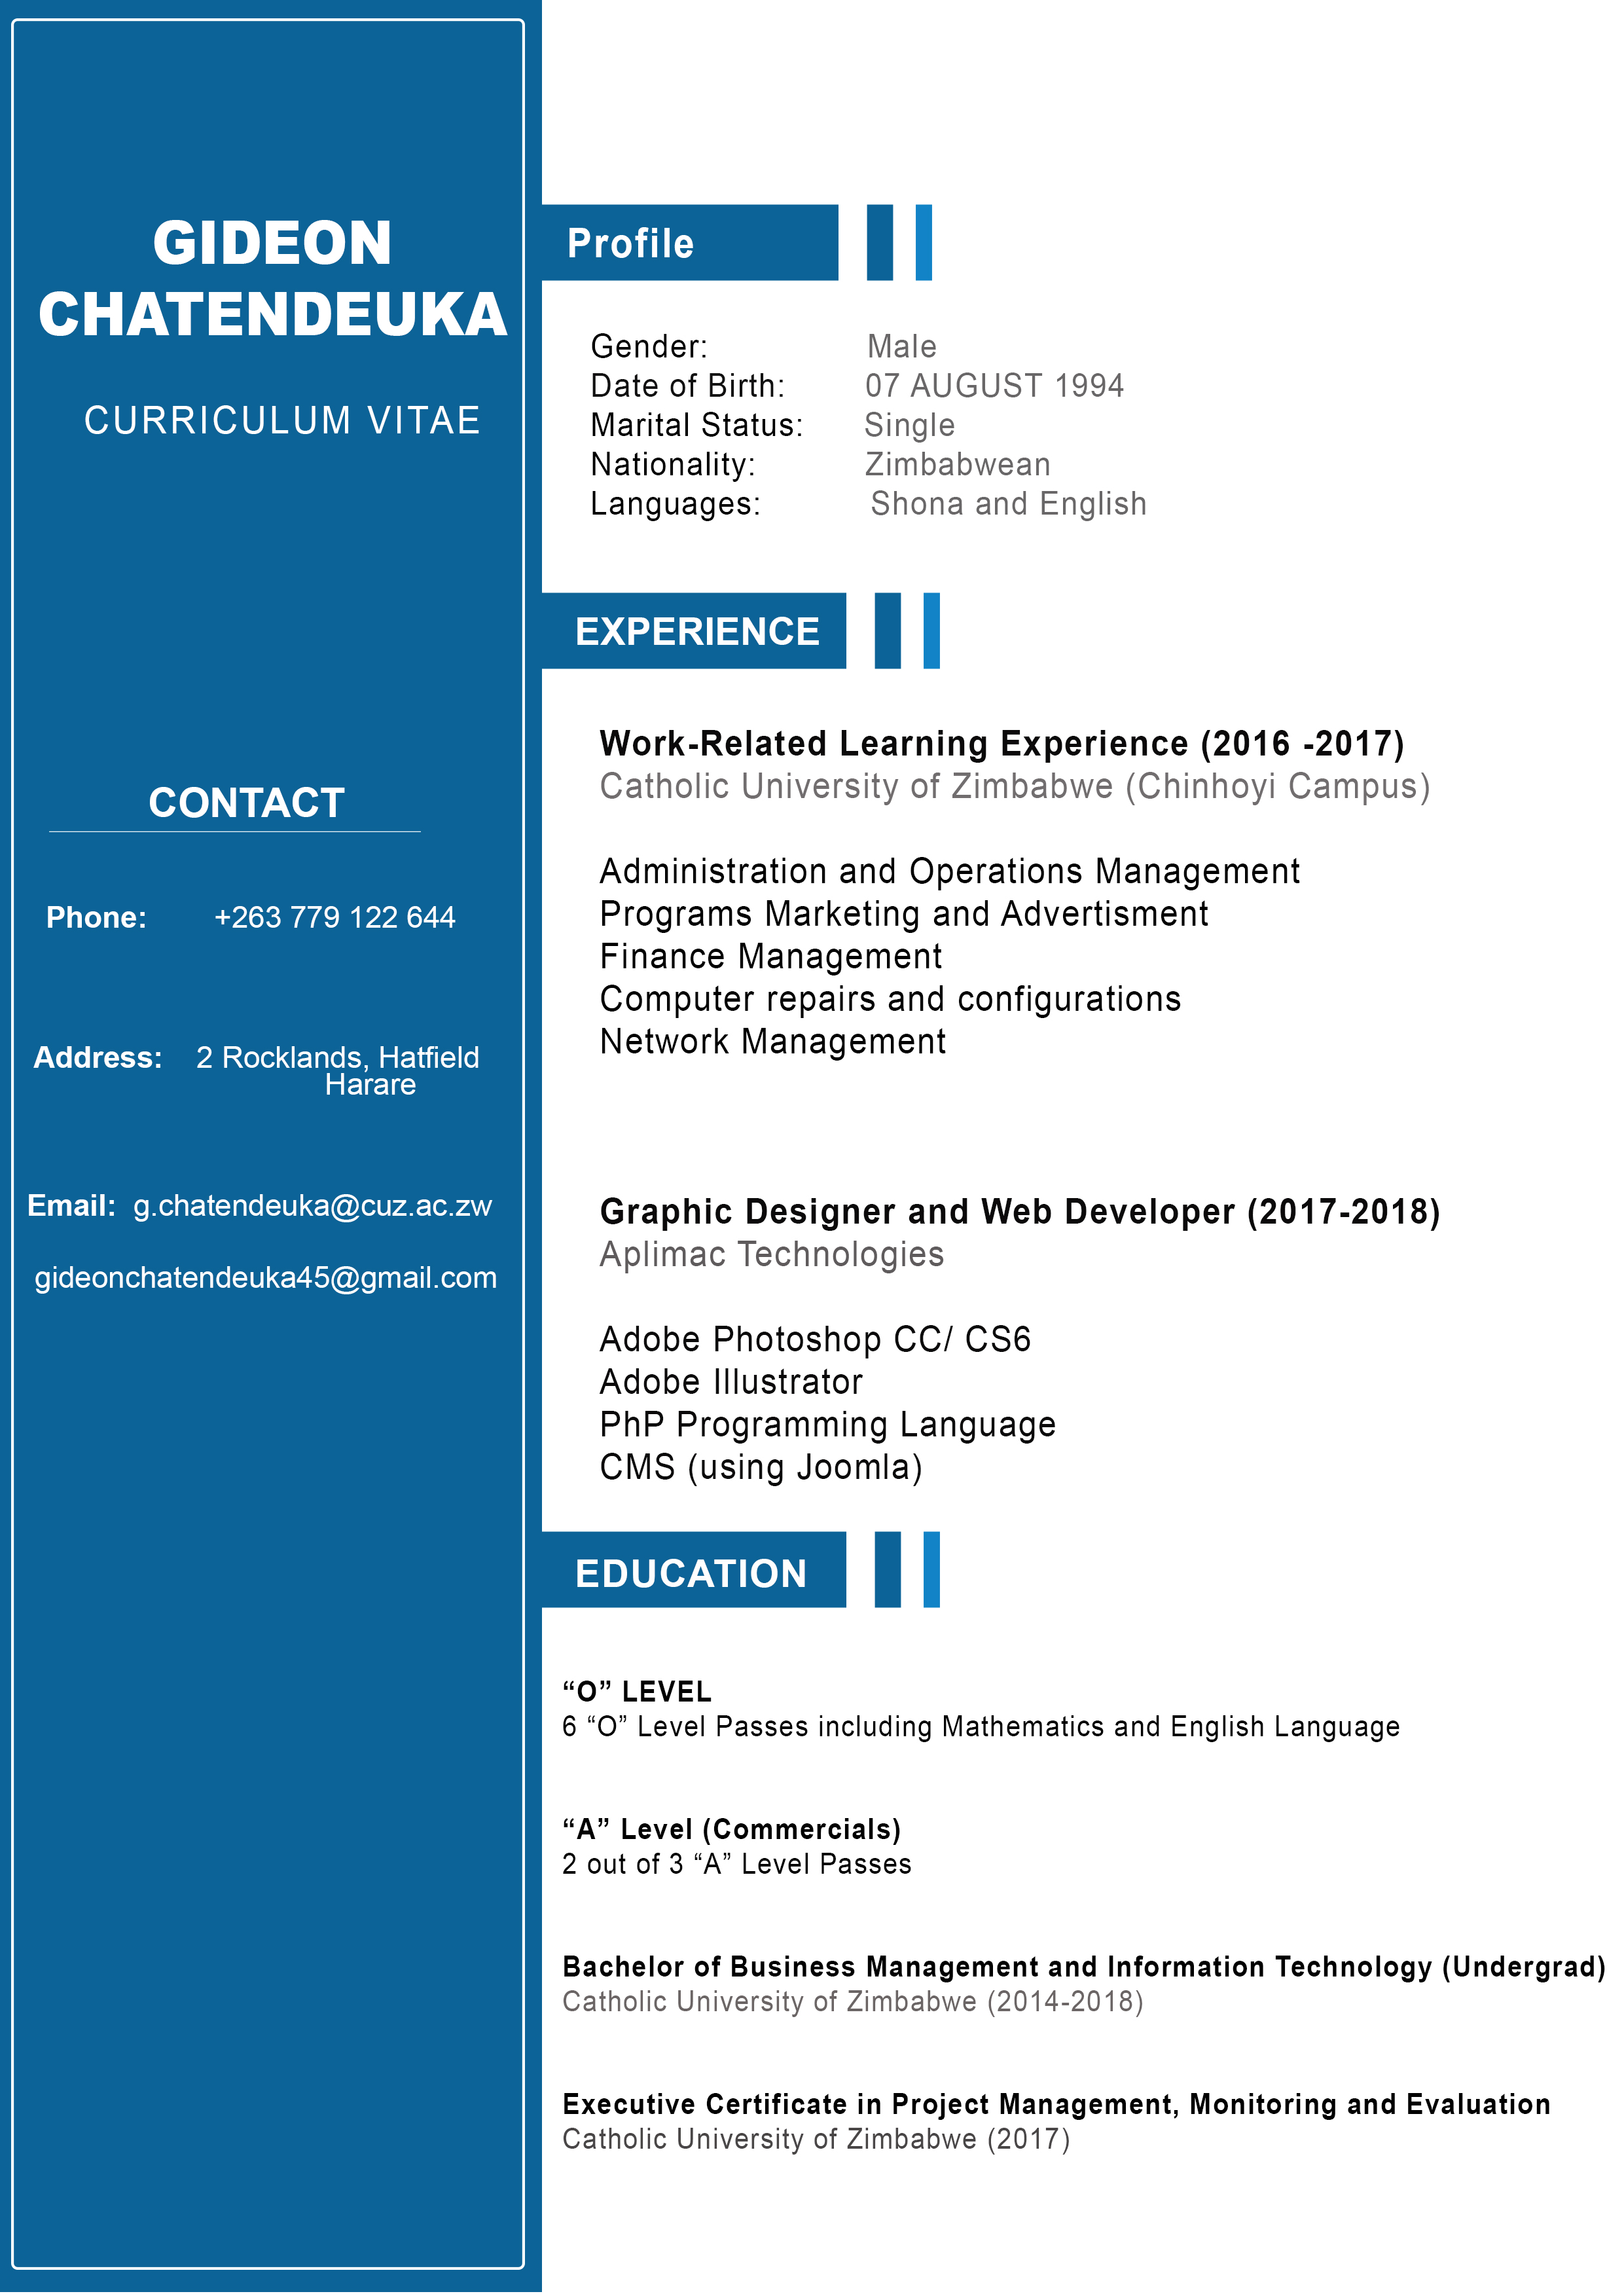 GIDEON
CHATENDEUKA
CURRICULUM VITAE
CONTACT
Phone: +263 779 122 644
Address: 2 Rocklands, Hatfield
Harare
Email: g.chatendeuka@cuz.ac.zw
gideonchatendeuka45@gmail.com
Profile
Gender: Male
Date of Birth: 07 AUGUST 1994
Marital Status: Single
Nationality: Zimbabwean
Languages: Shona and English
EXPERIENCE
Work-Related Learning Experience (2016 -2017)
Catholic University of Zimbabwe (Chinhoyi Campus)
Administration and Operations Management
Programs Marketing and Advertisment
Finance Management
Computer repairs and configurations
Network Management
Graphic Designer and Web Developer (2017-2018)
Aplimac Technologies
Adobe Photoshop CC/ CS6
Adobe Illustrator
PhP Programming Language
CMS (using Joomla)
EDUCATION
“O” LEVEL
6 “O” Level Passes including Mathematics and English Language
“A” Level (Commercials)
2 out of 3 “A” Level Passes
Bachelor of Business Management and Information Technology (Undergrad)
Catholic University of Zimbabwe (2014-2018)
Executive Certificate in Project Management, Monitoring and Evaluation
Catholic University of Zimbabwe (2017)